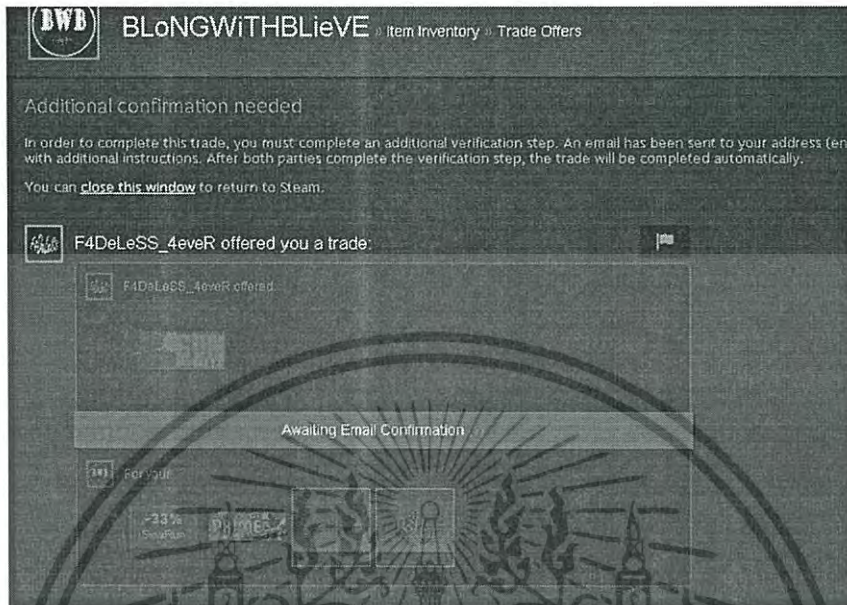 BWB
BLoNGWiTHBLieVE » Item Inventory » Trade Offers
Additional confirmation needed
In order to complete this trade, you must complete an additional verification step. An email has been sent to your address (en
with additional instructions. After both parties complete the verification step, the trade will be completed automatically.
You can close this window to return to Steam.
F4DeLeSS_4eveR offered you a trade:
F4DeLeSS_4eveR offered
Awaiting Email Confirmation
BWB
For your
-33%